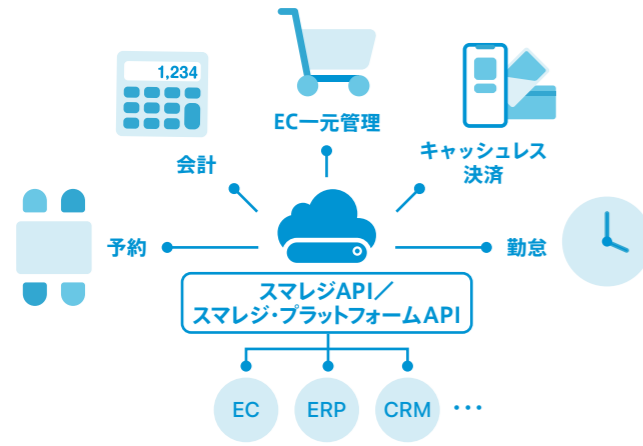 1,234
EC一元管理
キャッシュレス
決済
会計
予約
勤怠
スマレジAPI／
スマレジ・プラットフォームAPI
EC
ERP
CRM
･･･